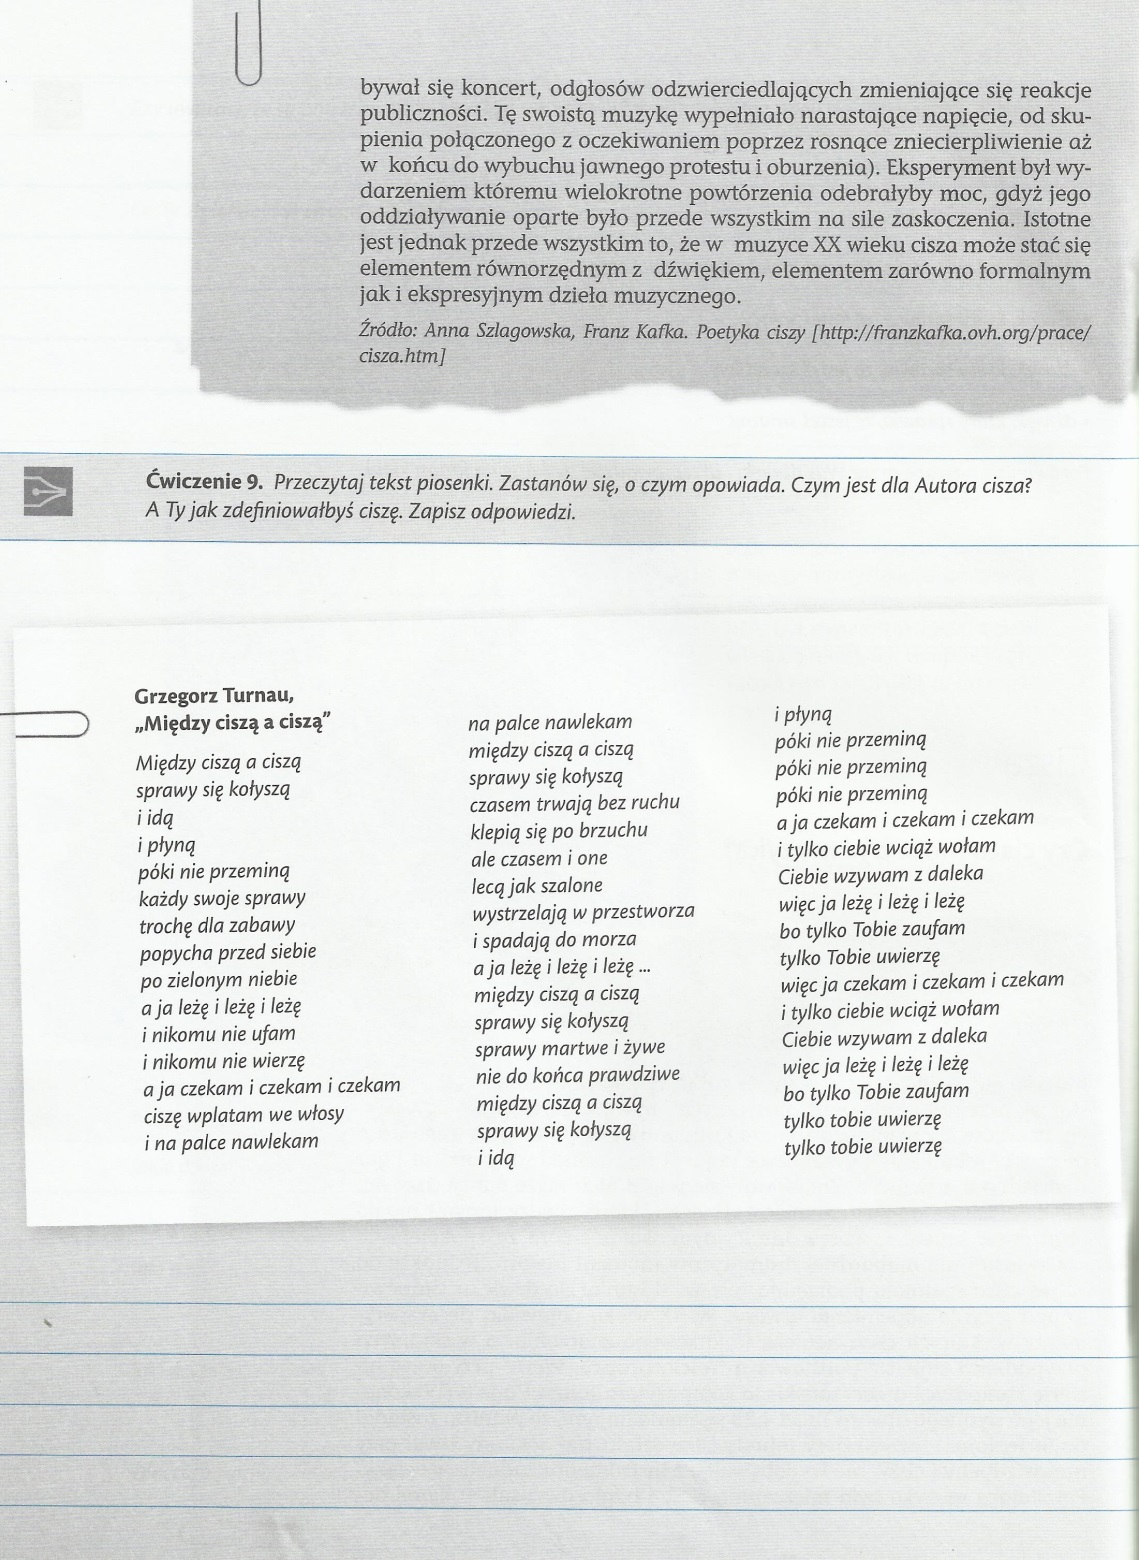 bywał się koncert, odgłosów odzwierciedlających zmieniające się reakcje
publiczności. Tę swoistą muzykę wypełniało narastające napięcie, od sku-
pienia połączonego z oczekiwaniem poprzez rosnące zniecierpliwienie aż
w końcu do wybuchu jawnego protestu i oburzenia). Eksperyment był wy-
darzeniem któremu wielokrotne powtórzenia odebrałyby moc, gdyż jego
oddziaływanie oparte było przede wszystkim na sile zaskoczenia. Istotne
jest jednak przede wszystkim to, że w muzyce XX wieku cisza może stać się
elementem równorzędnym z dźwiękiem, elementem zarówno formalnym
jak i ekspresyjnym dzieła muzycznego.
Źródło: Anna Szlagowska, Franz Kafka. Poetyka ciszy [http://franzkafka.ovh.org/prace/
cisza.htm]
Ćwiczenie 9. Przeczytaj tekst piosenki. Zastanów się, o czym opowiada. Czym jest dla Autora cisza?
A Ty jak zdefiniowałbyś ciszę. Zapisz odpowiedzi.
Grzegorz Turnau,
„Między ciszą a ciszą”
Między ciszą a ciszą
sprawy się kołyszą
i idą
i płyną
póki nie przeminą
każdy swoje sprawy
trochę dla zabawy
popycha przed siebie
po zielonym niebie
a ja leżę i leżę i leżę
i nikomu nie ufam
i nikomu nie wierzę
a ja czekam i czekam i czekam
ciszę wplatam we włosy
i na palce nawlekam
na palce nawlekam
między ciszą a ciszą
sprawy się kołyszą
czasem trwają bez ruchu
klepią się po brzuchu
ale czasem i one
lecą jak szalone
wystrzelają w przestworza
i spadają do morza
a ja leżę i leżę i leżę ...
między ciszą a ciszą
sprawy się kołyszą
sprawy martwe i żywe
nie do końca prawdziwe
między ciszą a ciszą
sprawy się kołyszą
i idą
i płyną
póki nie przeminą
póki nie przeminą
póki nie przeminą
a ja czekam i czekam i czekam
i tylko ciebie wciąż wołam
Ciebie wzywam z daleka
więc ja leżę i leżę i leżę
bo tylko Tobie zaufam
tylko Tobie uwierzę
więc ja czekam i czekam i czekam
i tylko ciebie wciąż wołam
Ciebie wzywam z daleka
więc ja leżę i leżę i leżę
bo tylko Tobie zaufam
tylko tobie uwierzę
tylko tobie uwierzę